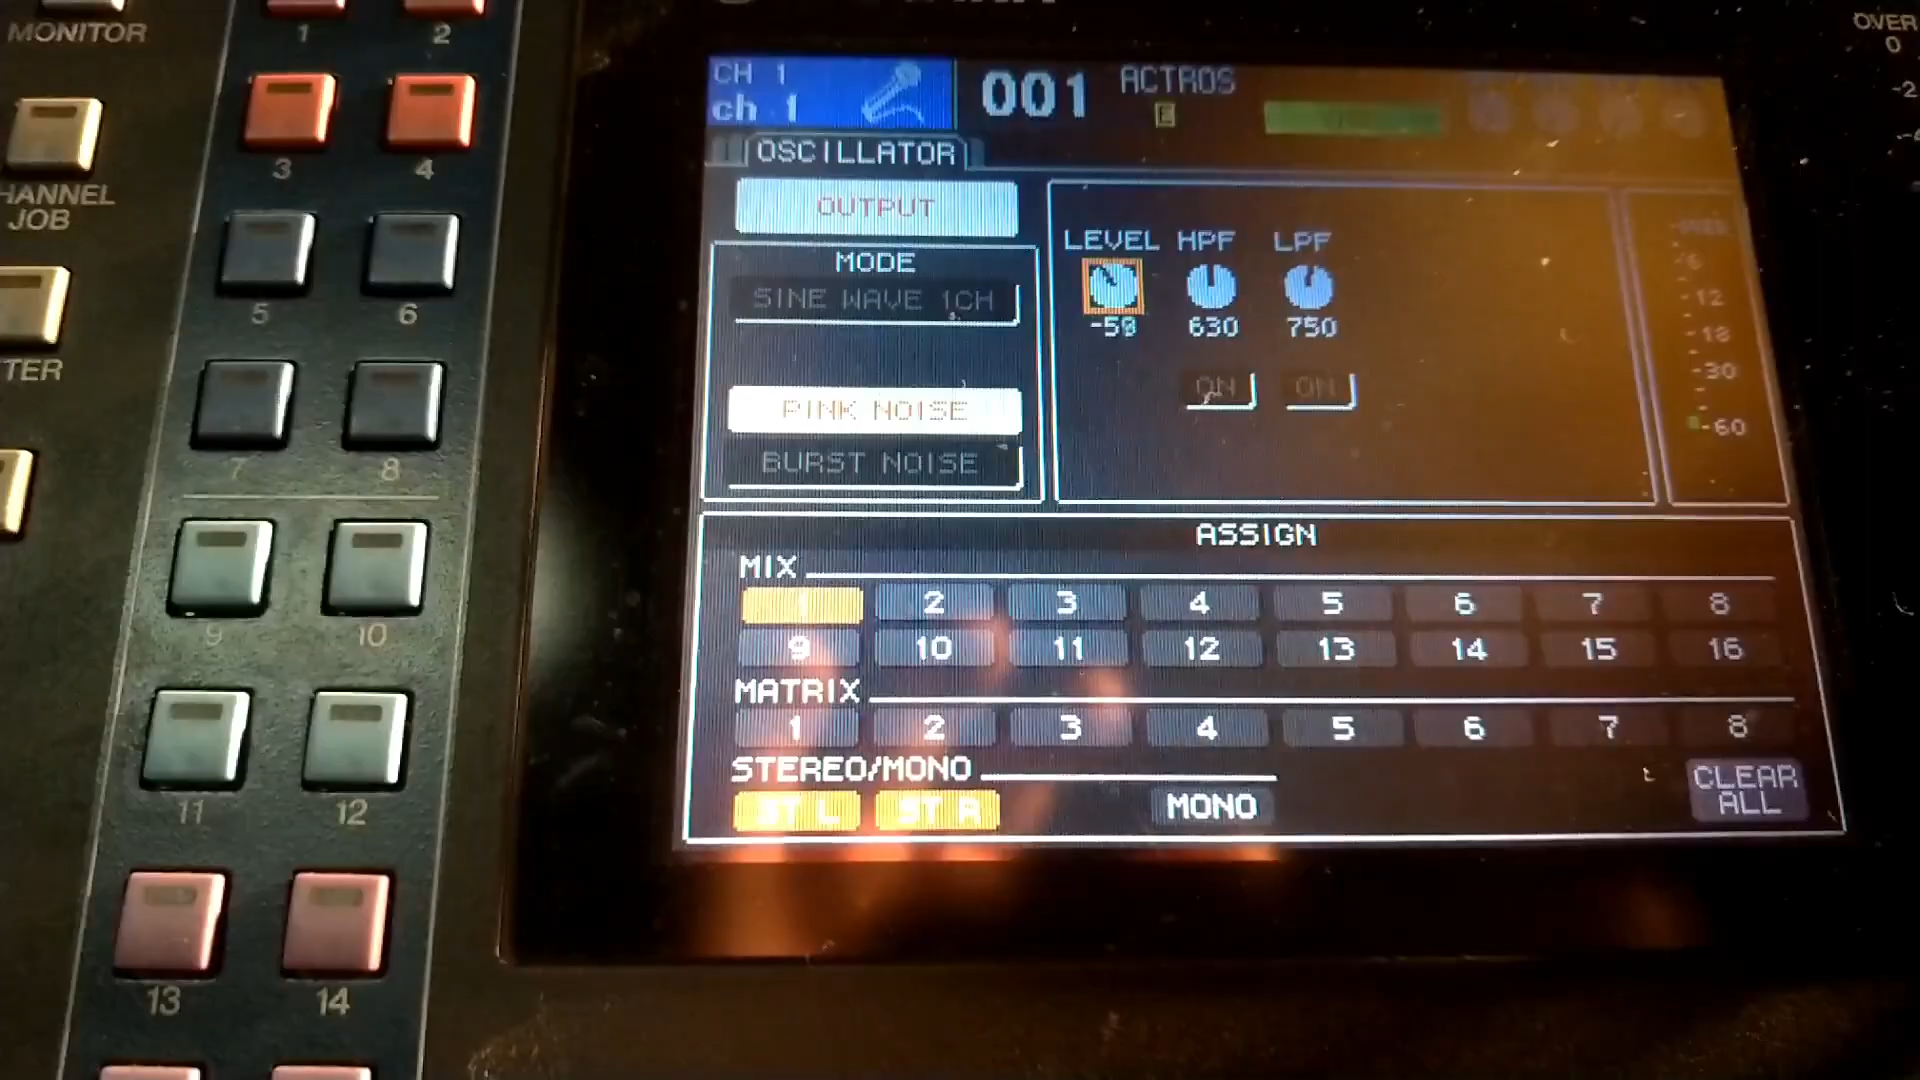 MONITOR
1 2
OVER
0
CH 1
ch 1
001
ACTROS
E
-2
3 4
HANNEL
JOB
OSCILLATOR
OUTPUT
MODE
SINE WAVE 1CH
PINK NOISE
BURST NOISE
LEVEL HPF LPF
-50 630 750
ON ON
-6
-12
-18
-30
-60
5 6
TER
7 8
ASSIGN
MIX
1 2 3 4 5 6 7 8
9 10 11 12 13 14 15 16
MATRIX
1 2 3 4 5 6 7 8
STEREO/MONO
ST L ST R MONO
CLEAR
ALL
9 10
11 12
13 14